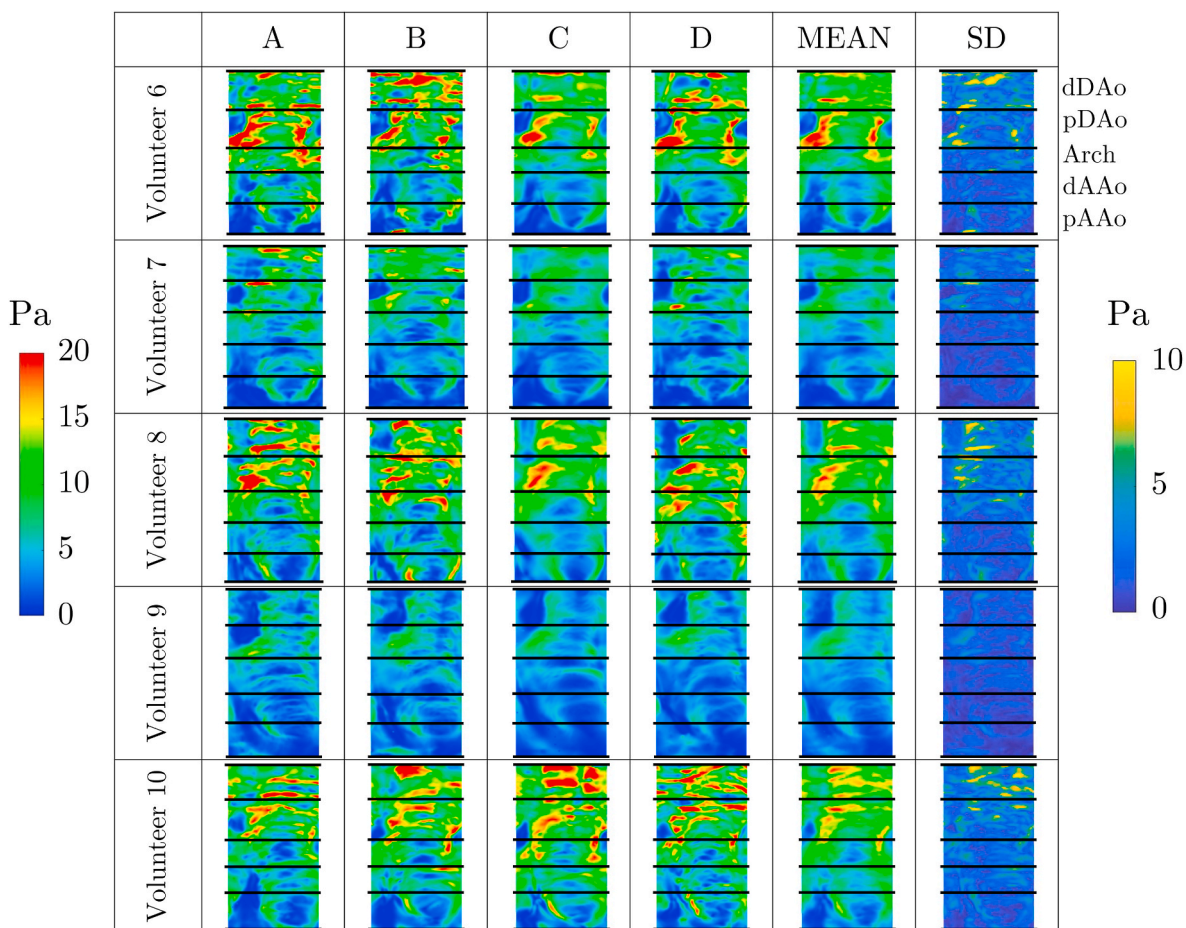 A B C D MEAN SD
Volunteer 6
dDAo
pDAo
Arch
dAAo
pAAo
Volunteer 7
Volunteer 8
Volunteer 9
Volunteer 10
Pa
20
15
10
5
0
Pa
10
5
0